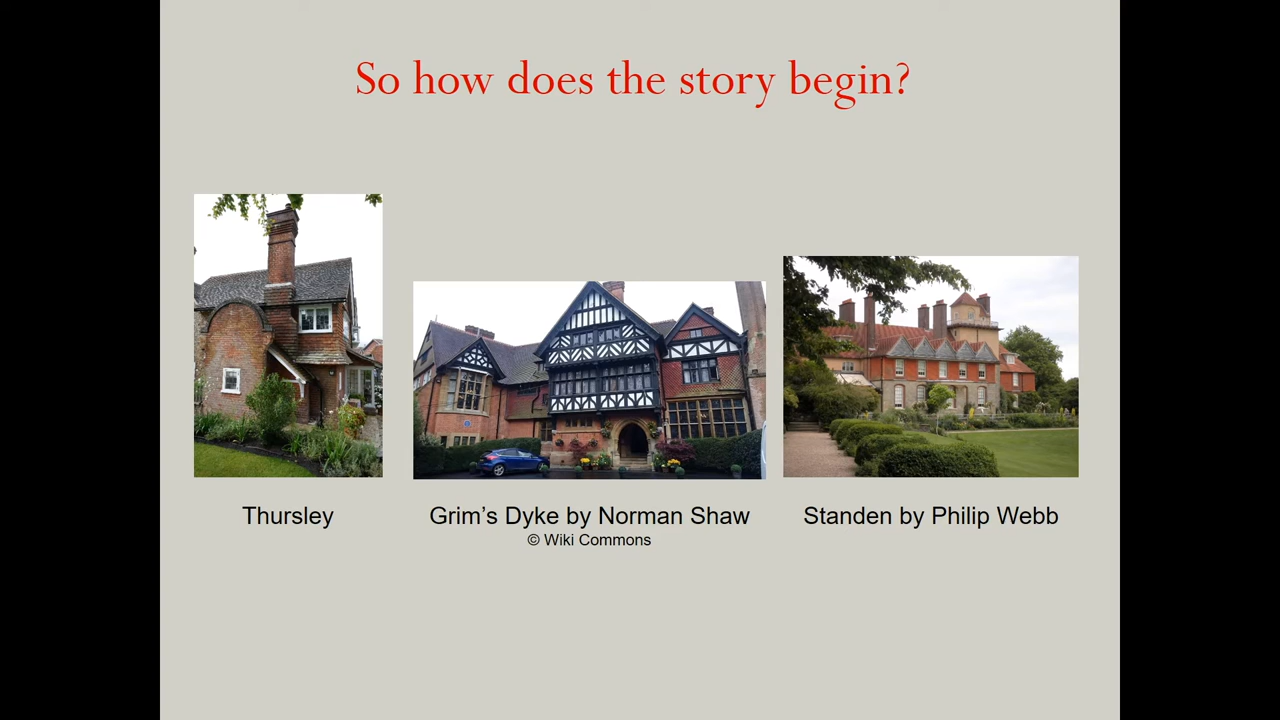 So how does the story begin?
Thursley
Grim’s Dyke by Norman Shaw
© Wiki Commons
Standen by Philip Webb